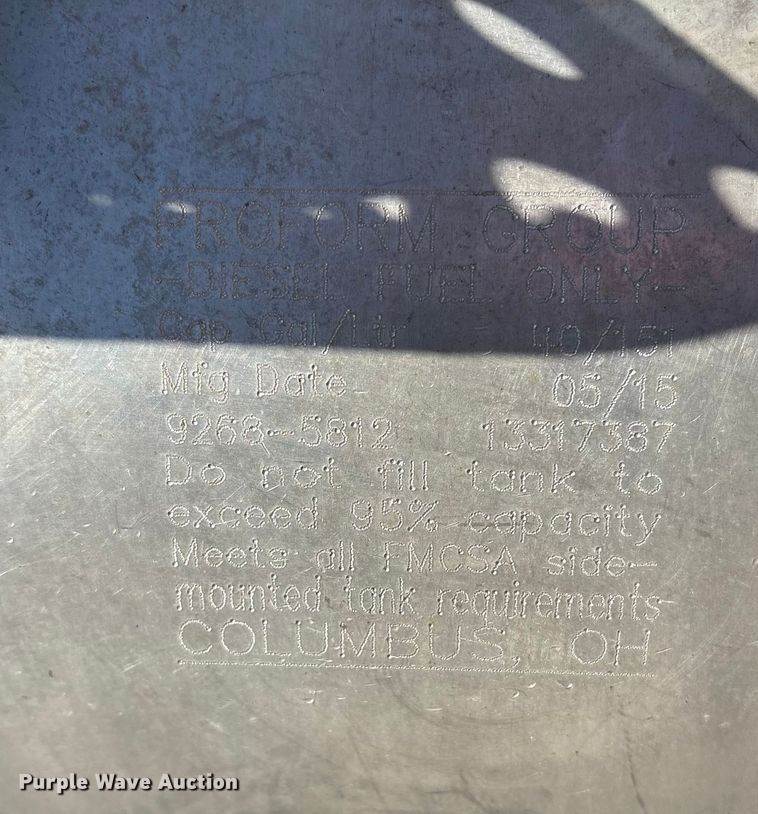 PROFORM GROUP
-DIESEL FUEL ONLY-
Cap Gal/Ltr 40/151
Mfg. Date 05/15
9268-5812 13317387
Do not fill tank to
exceed 95% capacity
Meets all FMCSA side-
mounted tank requirements
COLUMBUS, OH
Purple Wave Auction